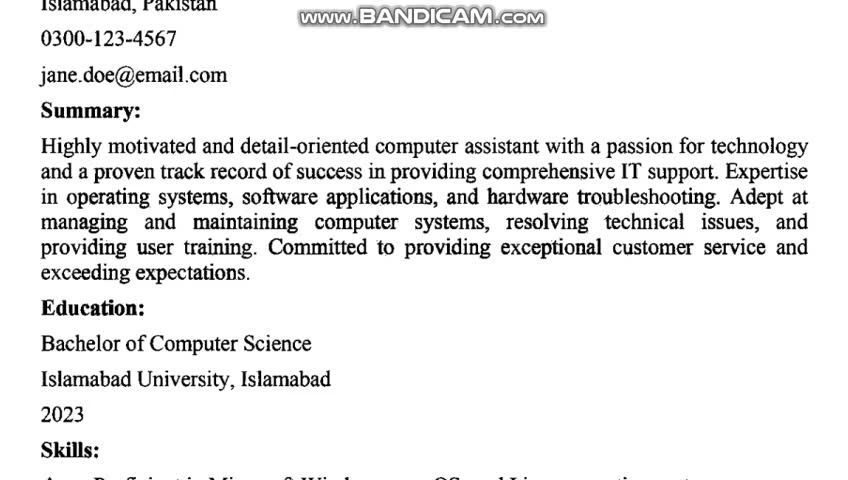 Islamabad, Pakistan
www.BANDICAM.com
0300-123-4567
jane.doe@email.com
Summary:
Highly motivated and detail-oriented computer assistant with a passion for technology
and a proven track record of success in providing comprehensive IT support. Expertise
in operating systems, software applications, and hardware troubleshooting. Adept at
managing and maintaining computer systems, resolving technical issues, and
providing user training. Committed to providing exceptional customer service and
exceeding expectations.
Education:
Bachelor of Computer Science
Islamabad University, Islamabad
2023
Skills: